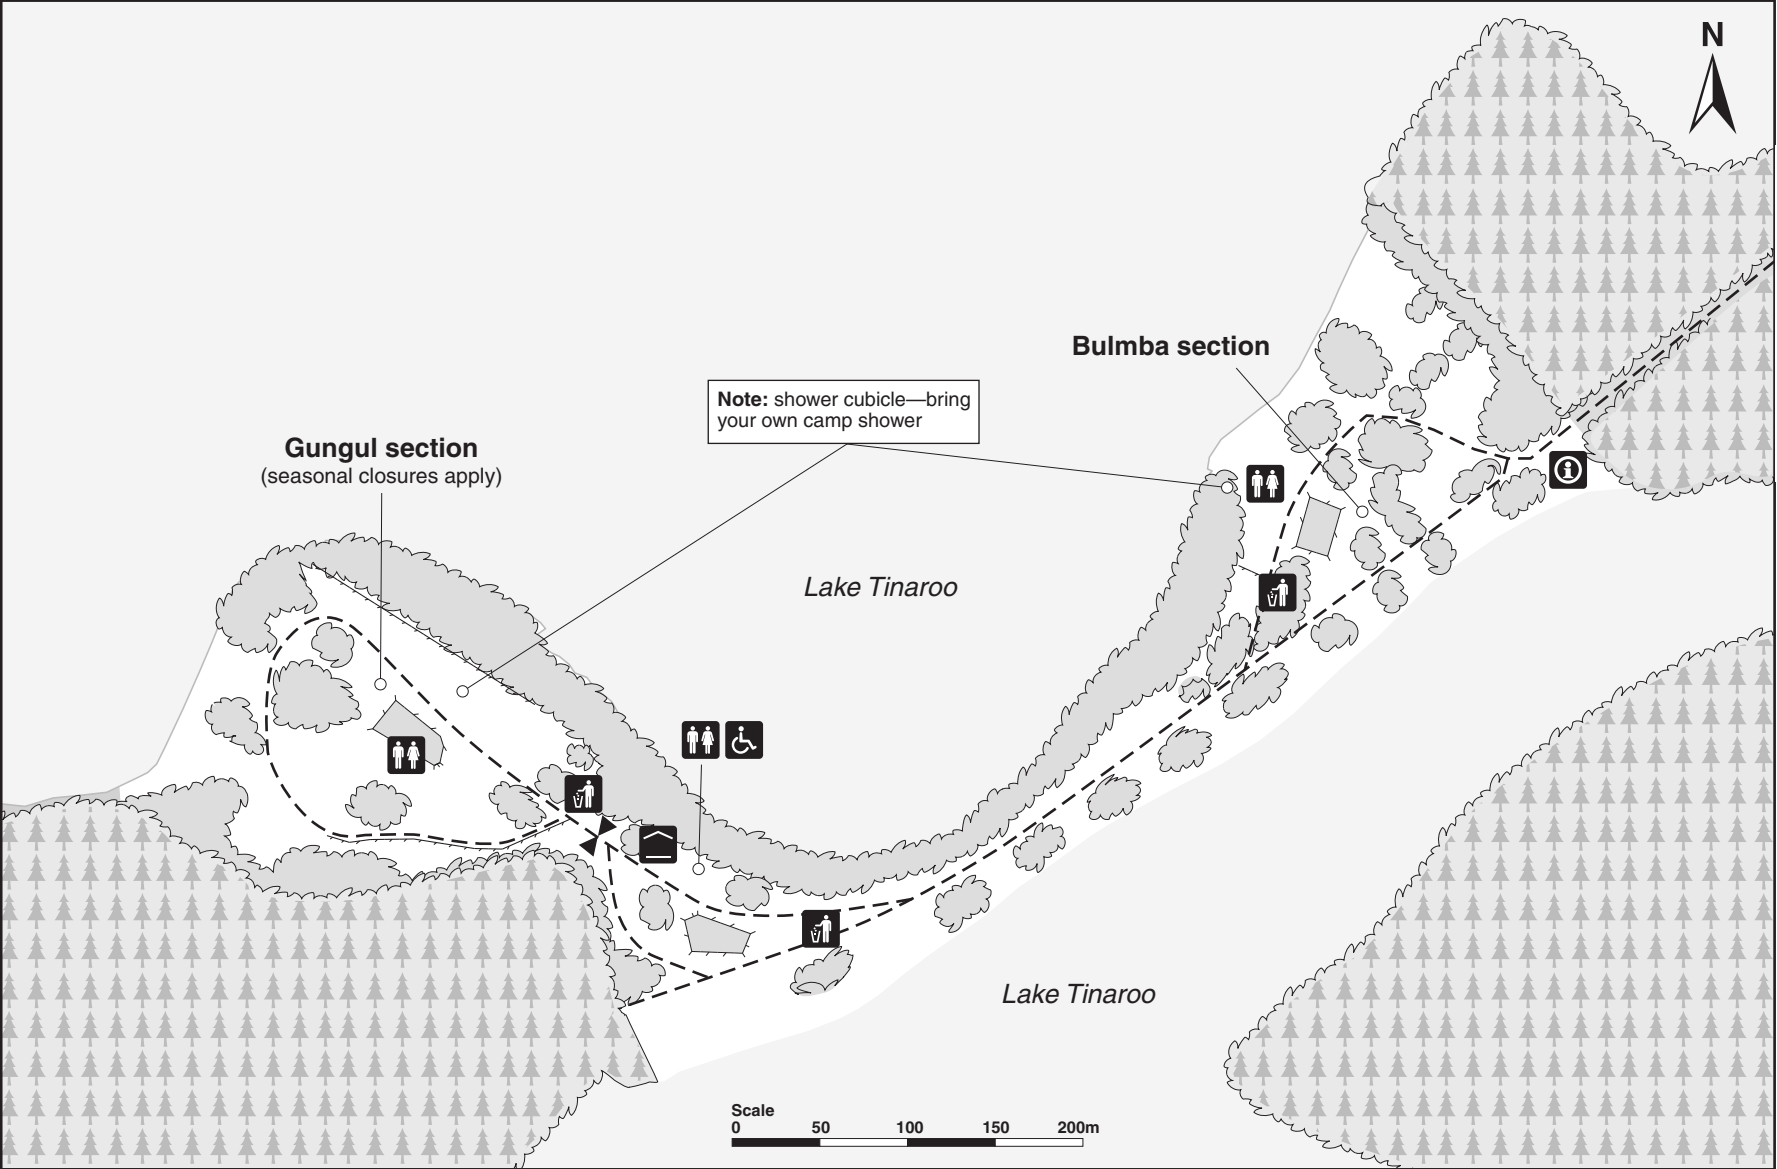 N
Bulmba section
Note: shower cubicle—bring
your own camp shower
Gungul section
(seasonal closures apply)
Lake Tinaroo
Lake Tinaroo
Scale
0 50 100 150 200m